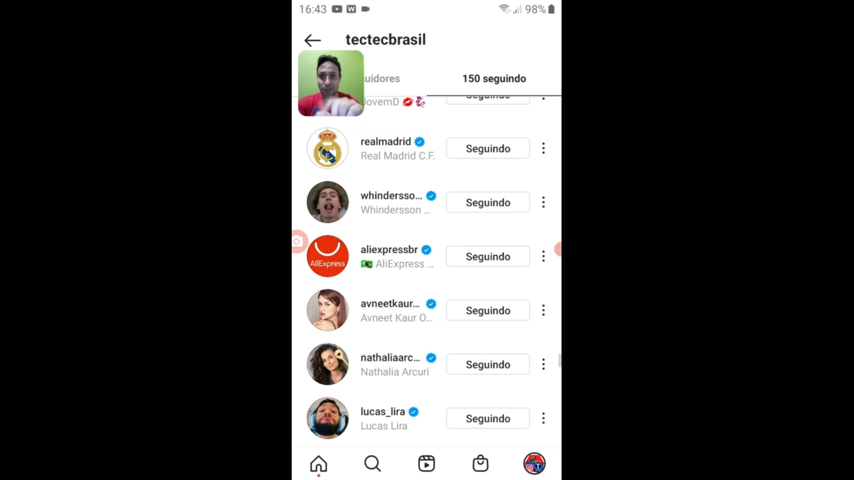 16:43
98%
tectecbrasil
uidores
150 seguindo
JovemD 💋
Seguindo
realmadrid
Real Madrid C.F.
Seguindo
whindersso...
Whindersson ...
Seguindo
AliExpress
aliexpressbr
🇧🇷 AliExpress ...
Seguindo
avneetkaur...
Avneet Kaur O...
Seguindo
nathaliaarc...
Nathalia Arcuri
Seguindo
lucas_lira
Lucas Lira
Seguindo